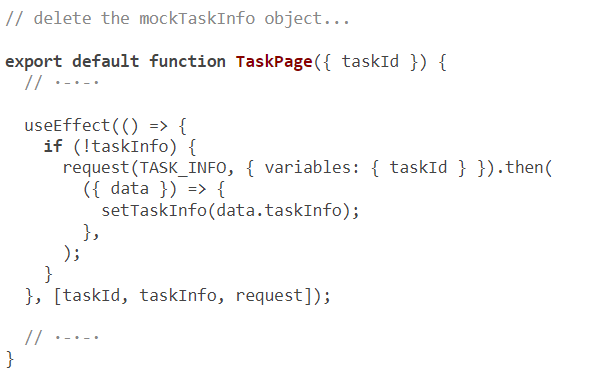 // delete the mockTaskInfo object...
export default function TaskPage({ taskId }) {
  // ·-·-·
  useEffect(() => {
    if (!taskInfo) {
      request(TASK_INFO, { variables: { taskId } }).then(
        ({ data }) => {
          setTaskInfo(data.taskInfo);
        },
      );
    }
  }, [taskId, taskInfo, request]);
  // ·-·-·
}